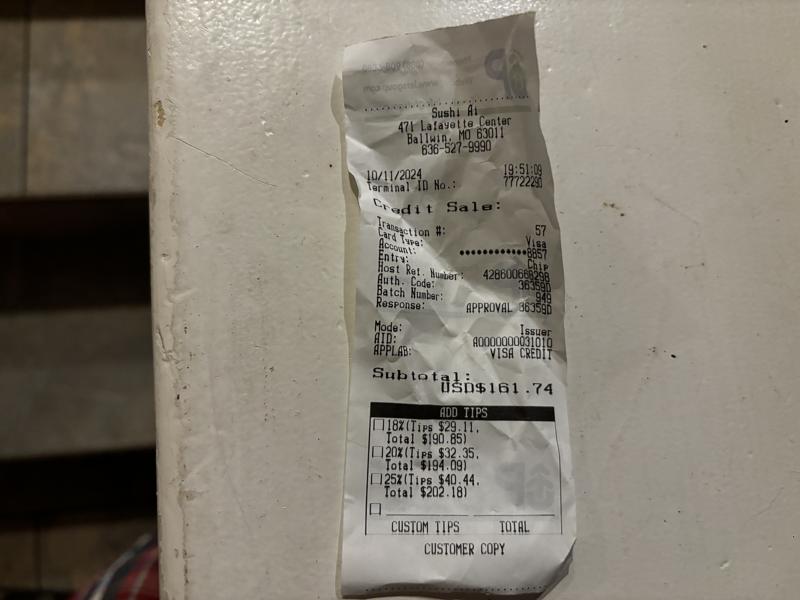 Sushi Ai
471 Lafayette Center
Ballwin, MO 63011
636-527-9990
10/11/2024 19:51:09
Terminal ID No.: 77722290
Credit Sale:
Transaction #: 57
Card Type: Visa
Account: ●●●●●●●●●●●●8857
Entry: Chip
Host Ref. Number:
Auth. Code: 36359D
Batch Number: 949
Response: APPROVAL 36359D
Mode: Issuer
AID: A0000000031010
APPLAB: VISA CREDIT
Subtotal:
USD$161.74
ADD TIPS
18%(Tips $29.11,
Total $190.85)
20%(Tips $32.35,
Total $194.09)
25%(Tips $40.44,
Total $202.18)
CUSTOM TIPS TOTAL
CUSTOMER COPY